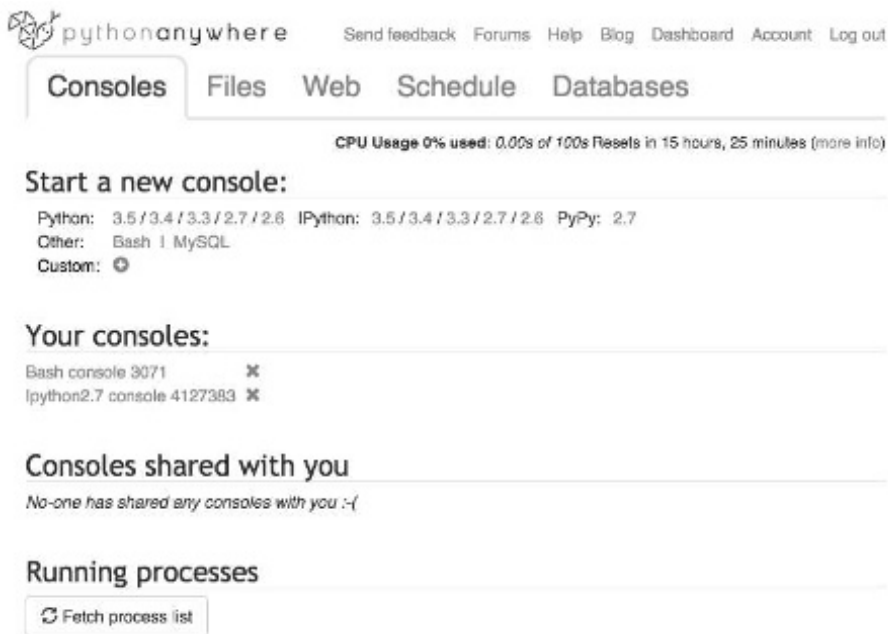 pythonanywhere
Send feedback Forums Help Blog Dashboard Account Log out
Consoles Files Web Schedule Databases
CPU Usage 0% used: 0.00s of 100s Resets in 15 hours, 25 minutes (more info)
Start a new console:
Python: 3.5 / 3.4 / 3.3 / 2.7 / 2.6 IPython: 3.5 / 3.4 / 3.3 / 2.7 / 2.6 PyPy: 2.7
Other: Bash | MySQL
Custom:
Your consoles:
Bash console 3071
Ipython2.7 console 4127383
Consoles shared with you
No-one has shared any consoles with you :-(
Running processes
Fetch process list